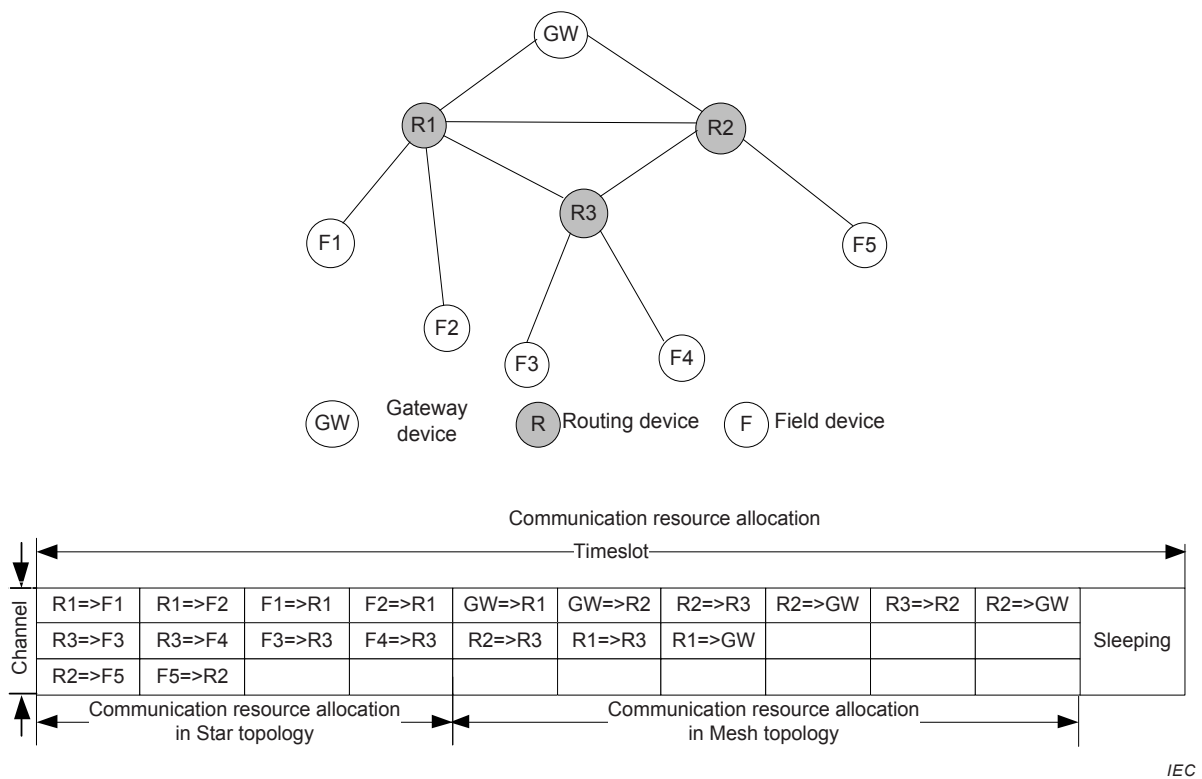 GW
R1
R2
R3
F1
F5
F2
F3
F4
GW
Gateway
device
R
Routing device
F
Field device
Communication resource allocation
Timeslot
Channel
R1=>F1 R1=>F2 F1=>R1 F2=>R1 GW=>R1 GW=>R2 R2=>R3 R2=>GW R3=>R2 R2=>GW
R3=>F3 R3=>F4 F3=>R3 F4=>R3 R2=>R3 R1=>R3 R1=>GW
Sleeping
R2=>F5 F5=>R2
Communication resource allocation
in Star topology
Communication resource allocation
in Mesh topology
IEC